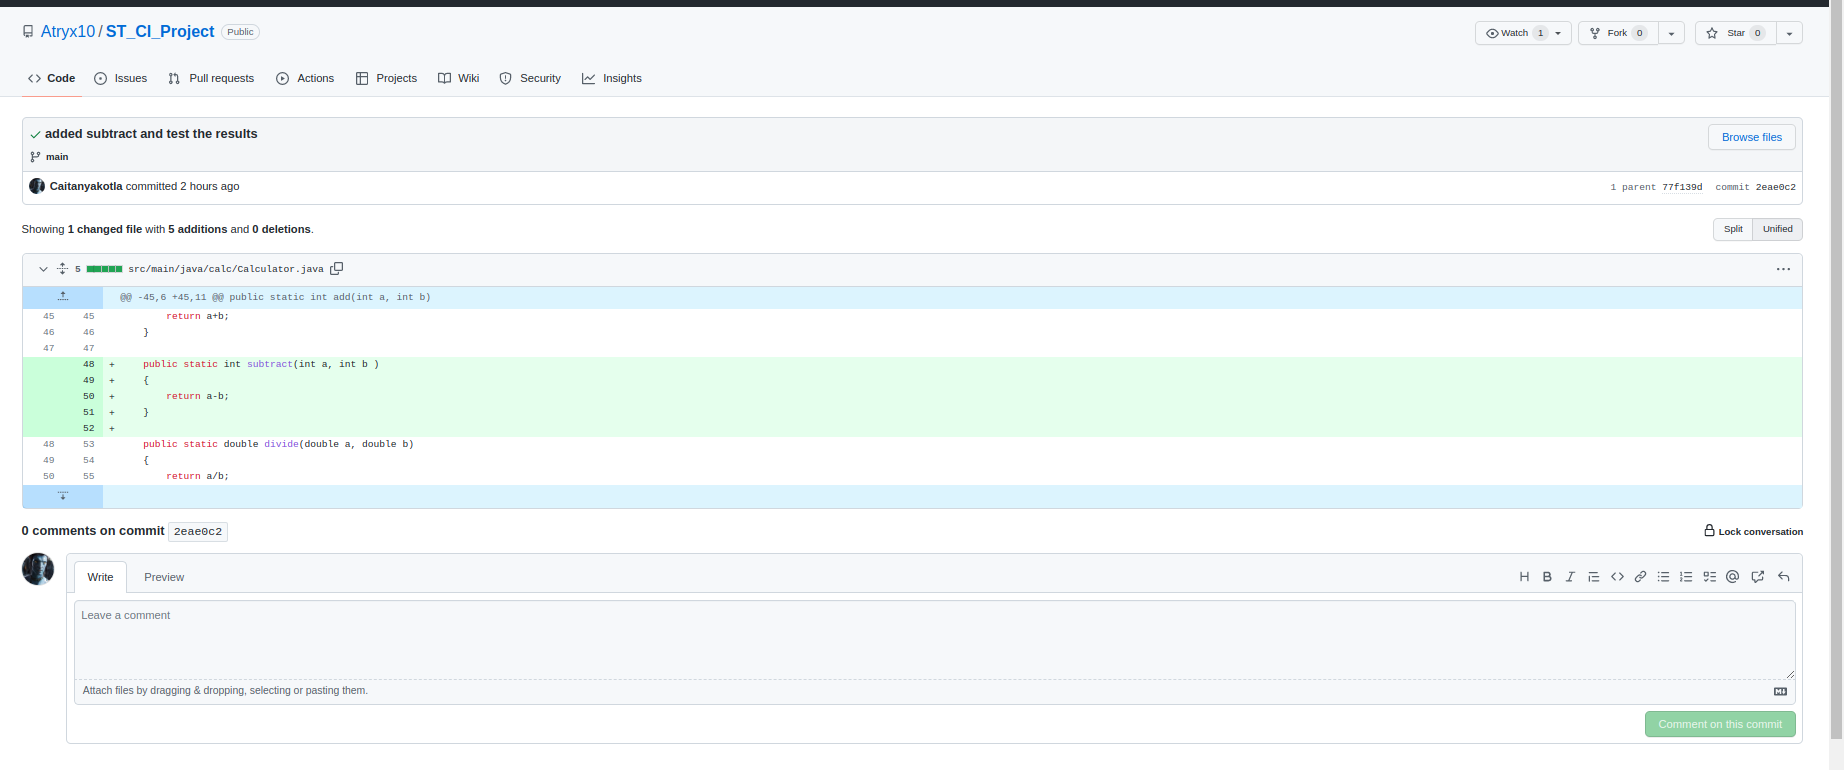 Atryx10 / ST_CI_Project Public
Watch 1 Fork 0 Star 0
Code Issues Pull requests Actions Projects Wiki Security Insights
added subtract and test the results
Browse files
main
Caitanyakotla committed 2 hours ago
1 parent 77f139d commit 2eae0c2
Showing 1 changed file with 5 additions and 0 deletions.
Split Unified
5 src/main/java/calc/Calculator.java
@@ -45,6 +45,11 @@ public static int add(int a, int b)
45 45 return a+b;
46 46 }
47 47
48 + public static int subtract(int a, int b )
49 + {
50 + return a-b;
51 + }
52 +
48 53 public static double divide(double a, double b)
49 54 {
50 55 return a/b;
0 comments on commit 2eae0c2
Lock conversation
Write Preview
Leave a comment
Attach files by dragging & dropping, selecting or pasting them.
Comment on this commit